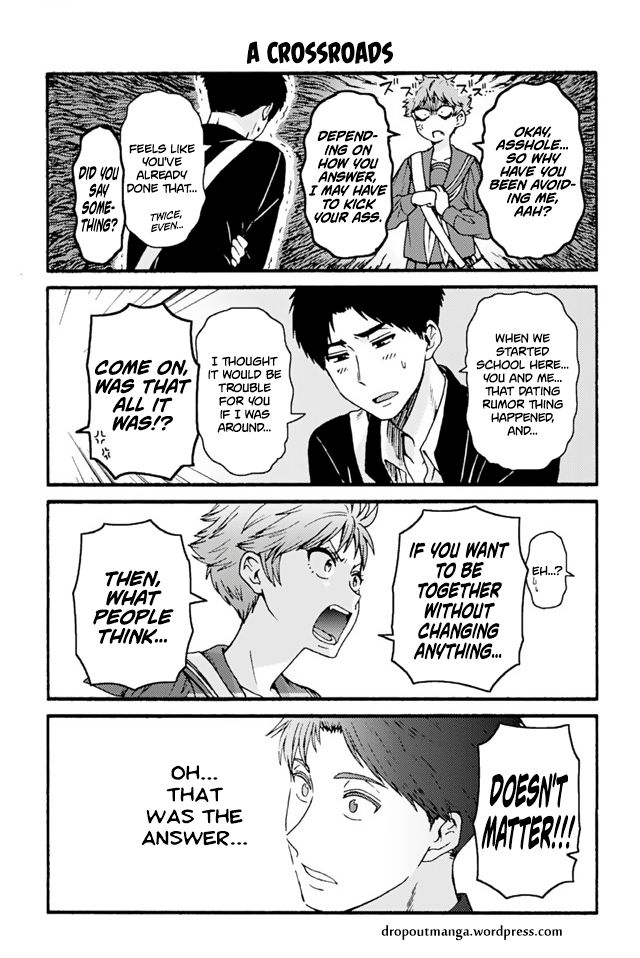 A CROSSROADS
OKAY,
ASSHOLE...
SO WHY
HAVE YOU
BEEN AVOID-
ING ME,
AAH?
DEPEND-
ING ON
HOW YOU
ANSWER,
I MAY HAVE
TO KICK
YOUR ASS.
FEELS LIKE
YOU'VE
ALREADY
DONE THAT...
TWICE,
EVEN...
DID YOU
SAY
SOME-
THING?
WHEN WE
STARTED
SCHOOL HERE...
YOU AND ME...
THAT DATING
RUMOR THING
HAPPENED,
AND...
I THOUGHT
IT WOULD BE
TROUBLE
FOR YOU
IF I WAS
AROUND...
COME ON,
WAS THAT
ALL IT
WAS!?
EH...?
IF YOU WANT
TO BE
TOGETHER
WITHOUT
CHANGING
ANYTHING...
THEN,
WHAT
PEOPLE
THINK...
DOESN'T
MATTER!!!
OH...
THAT
WAS THE
ANSWER...
dropoutmanga.wordpress.com